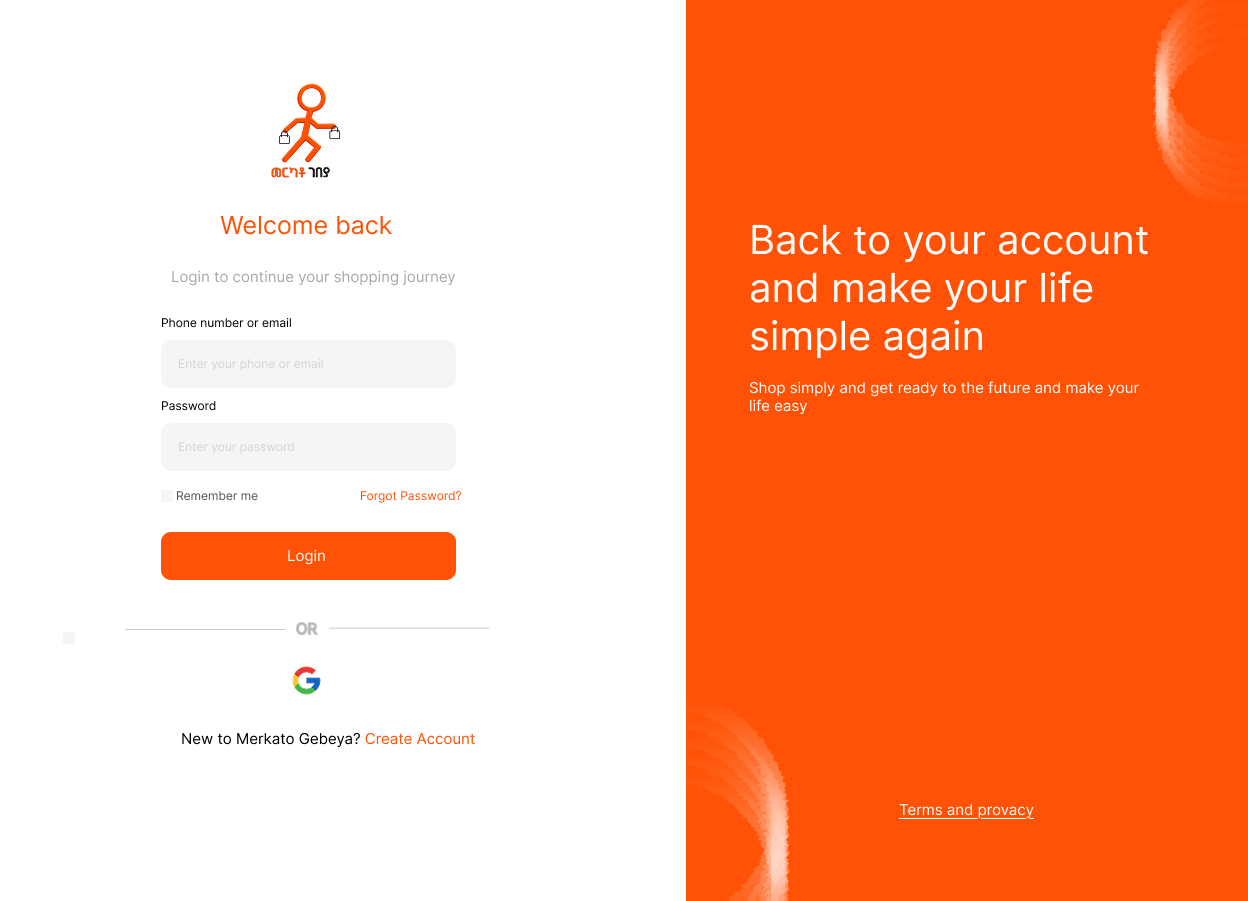 መርካቶ ገበያ
Welcome back
Login to continue your shopping journey
Phone number or email
Enter your phone or email
Password
Enter your password
Remember me
Forgot Password?
Login
OR
New to Merkato Gebeya? Create Account
Back to your account
and make your life
simple again
Shop simply and get ready to the future and make your
life easy
Terms and provacy